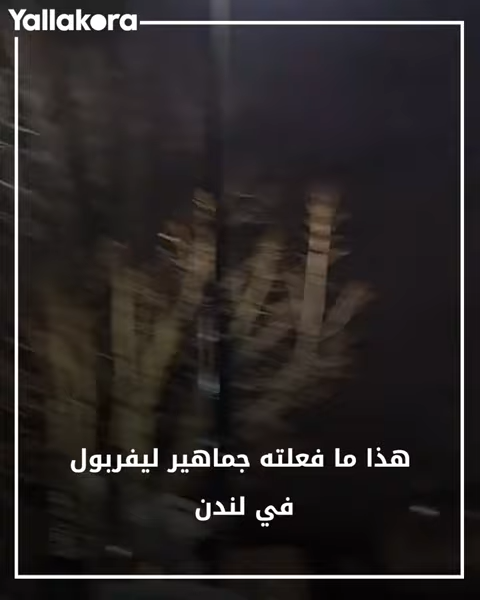 Yallakora
هذا ما فعلته جماهير ليفربول
في لندن